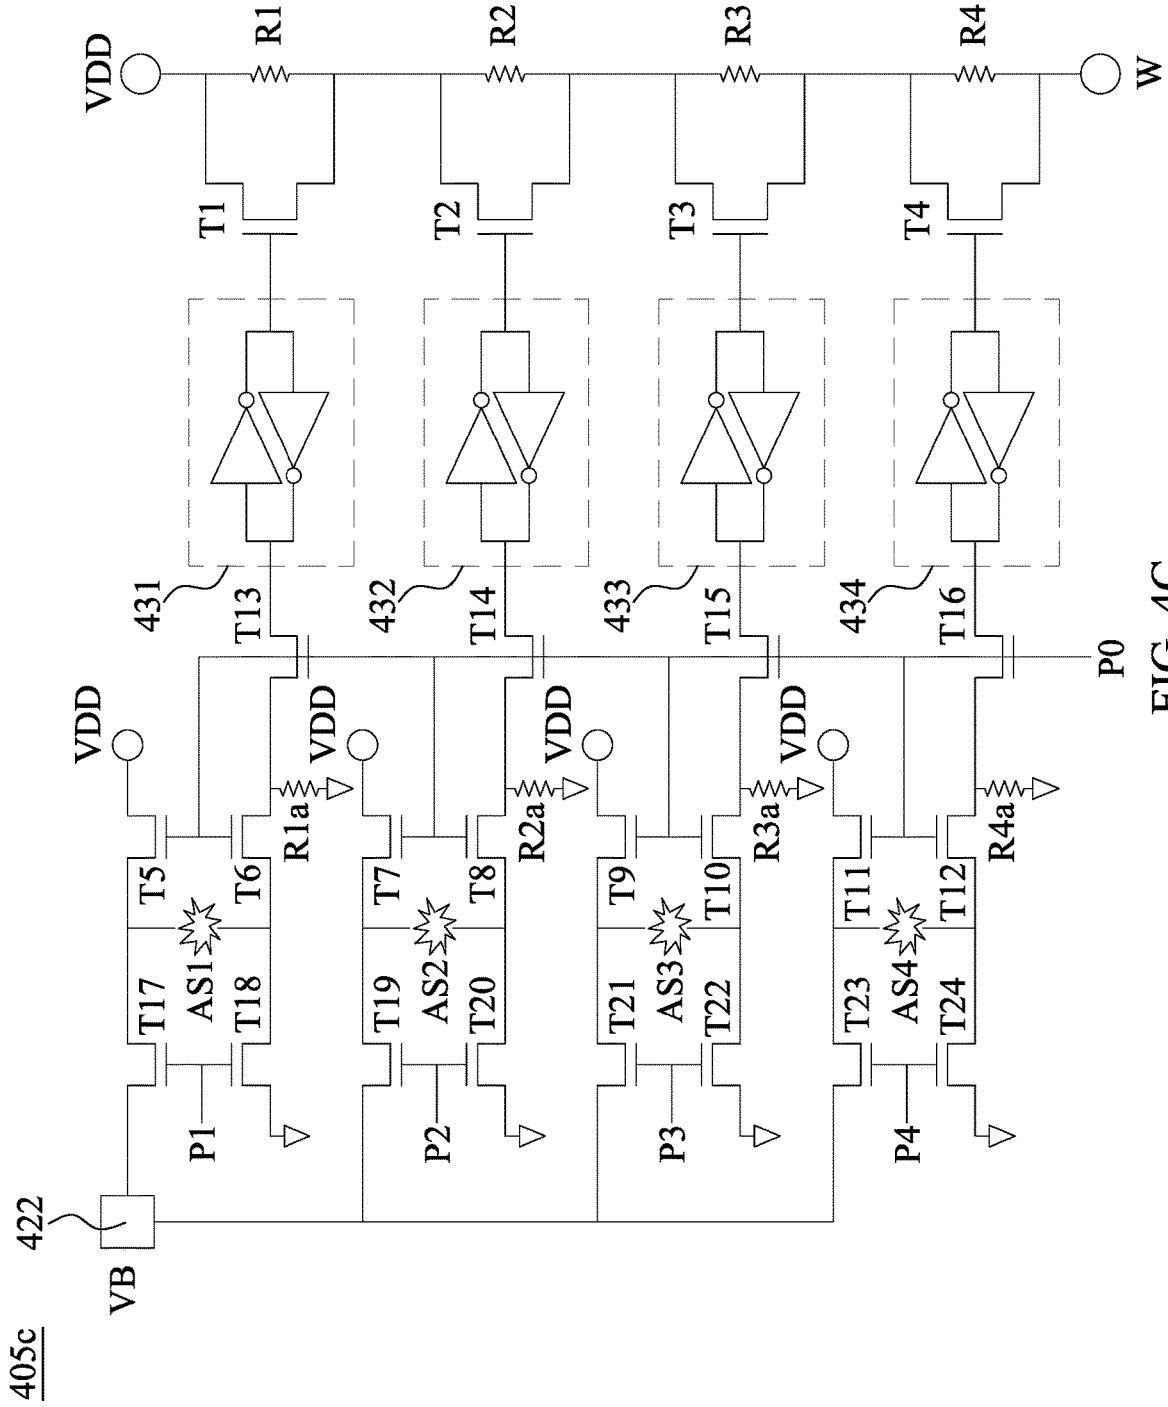 405c
422
VB
VDD
VDD
R1
T1
431
T13
T5
T6
R1a
AS1
T17
T18
P1
VDD
R2
T2
432
T14
T7
T8
R2a
AS2
T19
T20
P2
VDD
R3
T3
433
T15
T9
T10
R3a
AS3
T21
T22
P3
VDD
R4
T4
434
T16
T11
T12
R4a
AS4
T23
T24
P4
P0
W
FIG. 4C